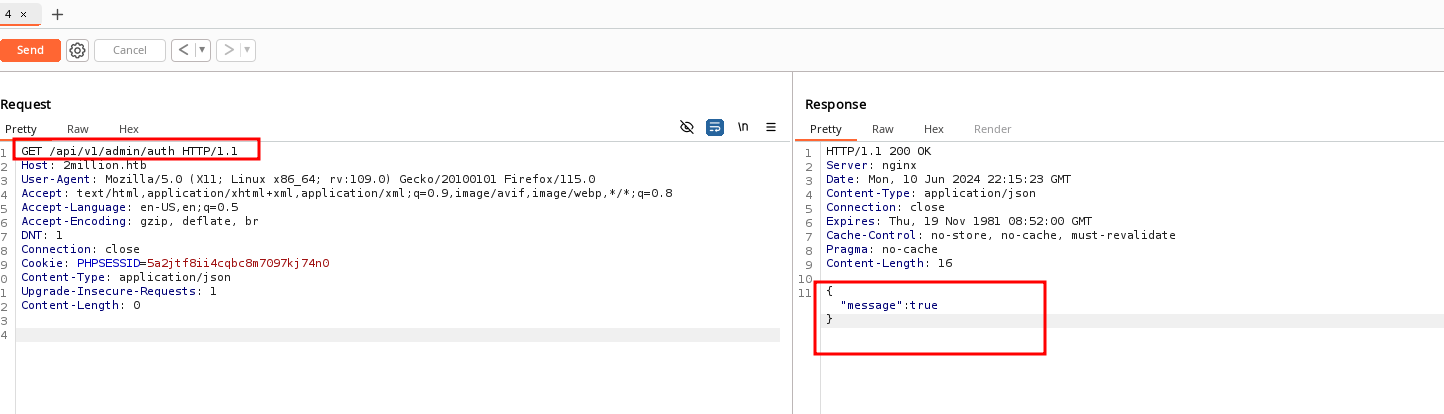 4 × +
Send Cancel < ▼ > ▼
Request
Pretty Raw Hex \n
1 GET /api/v1/admin/auth HTTP/1.1
2 Host: 2million.htb
3 User-Agent: Mozilla/5.0 (X11; Linux x86_64; rv:109.0) Gecko/20100101 Firefox/115.0
4 Accept: text/html,application/xhtml+xml,application/xml;q=0.9,image/avif,image/webp,*/*;q=0.8
5 Accept-Language: en-US,en;q=0.5
6 Accept-Encoding: gzip, deflate, br
7 DNT: 1
8 Connection: close
9 Cookie: PHPSESSID=5a2jtf8ii4cqbc8m7097kj74n0
0 Content-Type: application/json
1 Upgrade-Insecure-Requests: 1
2 Content-Length: 0
3
4
Response
Pretty Raw Hex Render
1 HTTP/1.1 200 OK
2 Server: nginx
3 Date: Mon, 10 Jun 2024 22:15:23 GMT
4 Content-Type: application/json
5 Connection: close
6 Expires: Thu, 19 Nov 1981 08:52:00 GMT
7 Cache-Control: no-store, no-cache, must-revalidate
8 Pragma: no-cache
9 Content-Length: 16
10
11 {
"message":true
}